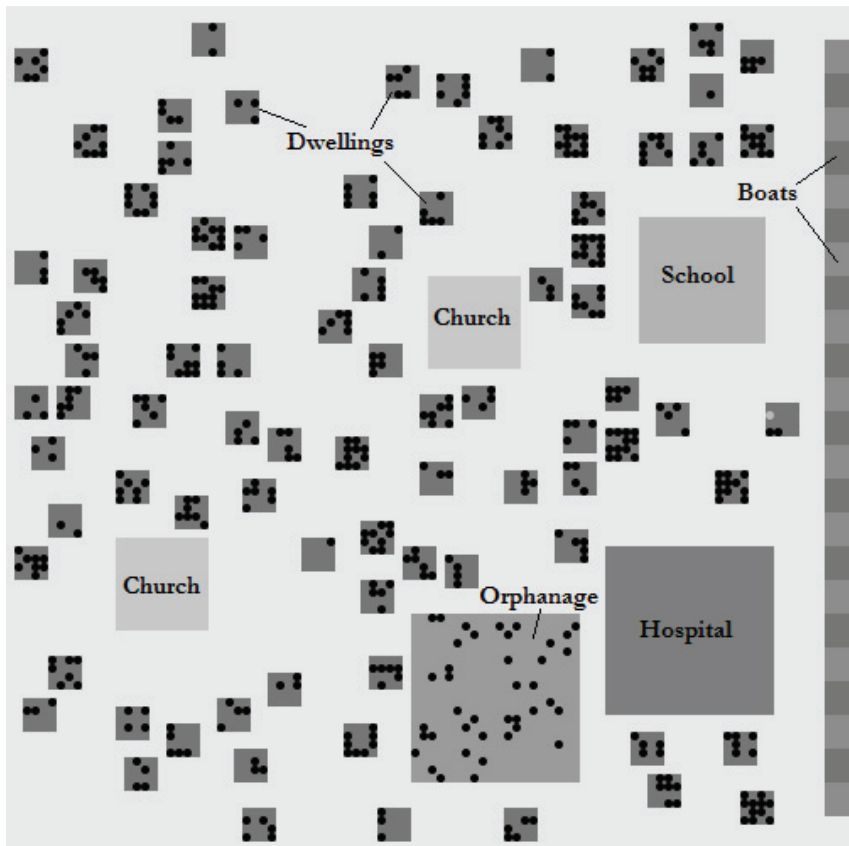 Dwellings
Boats
School
Church
Church
Orphanage
Hospital